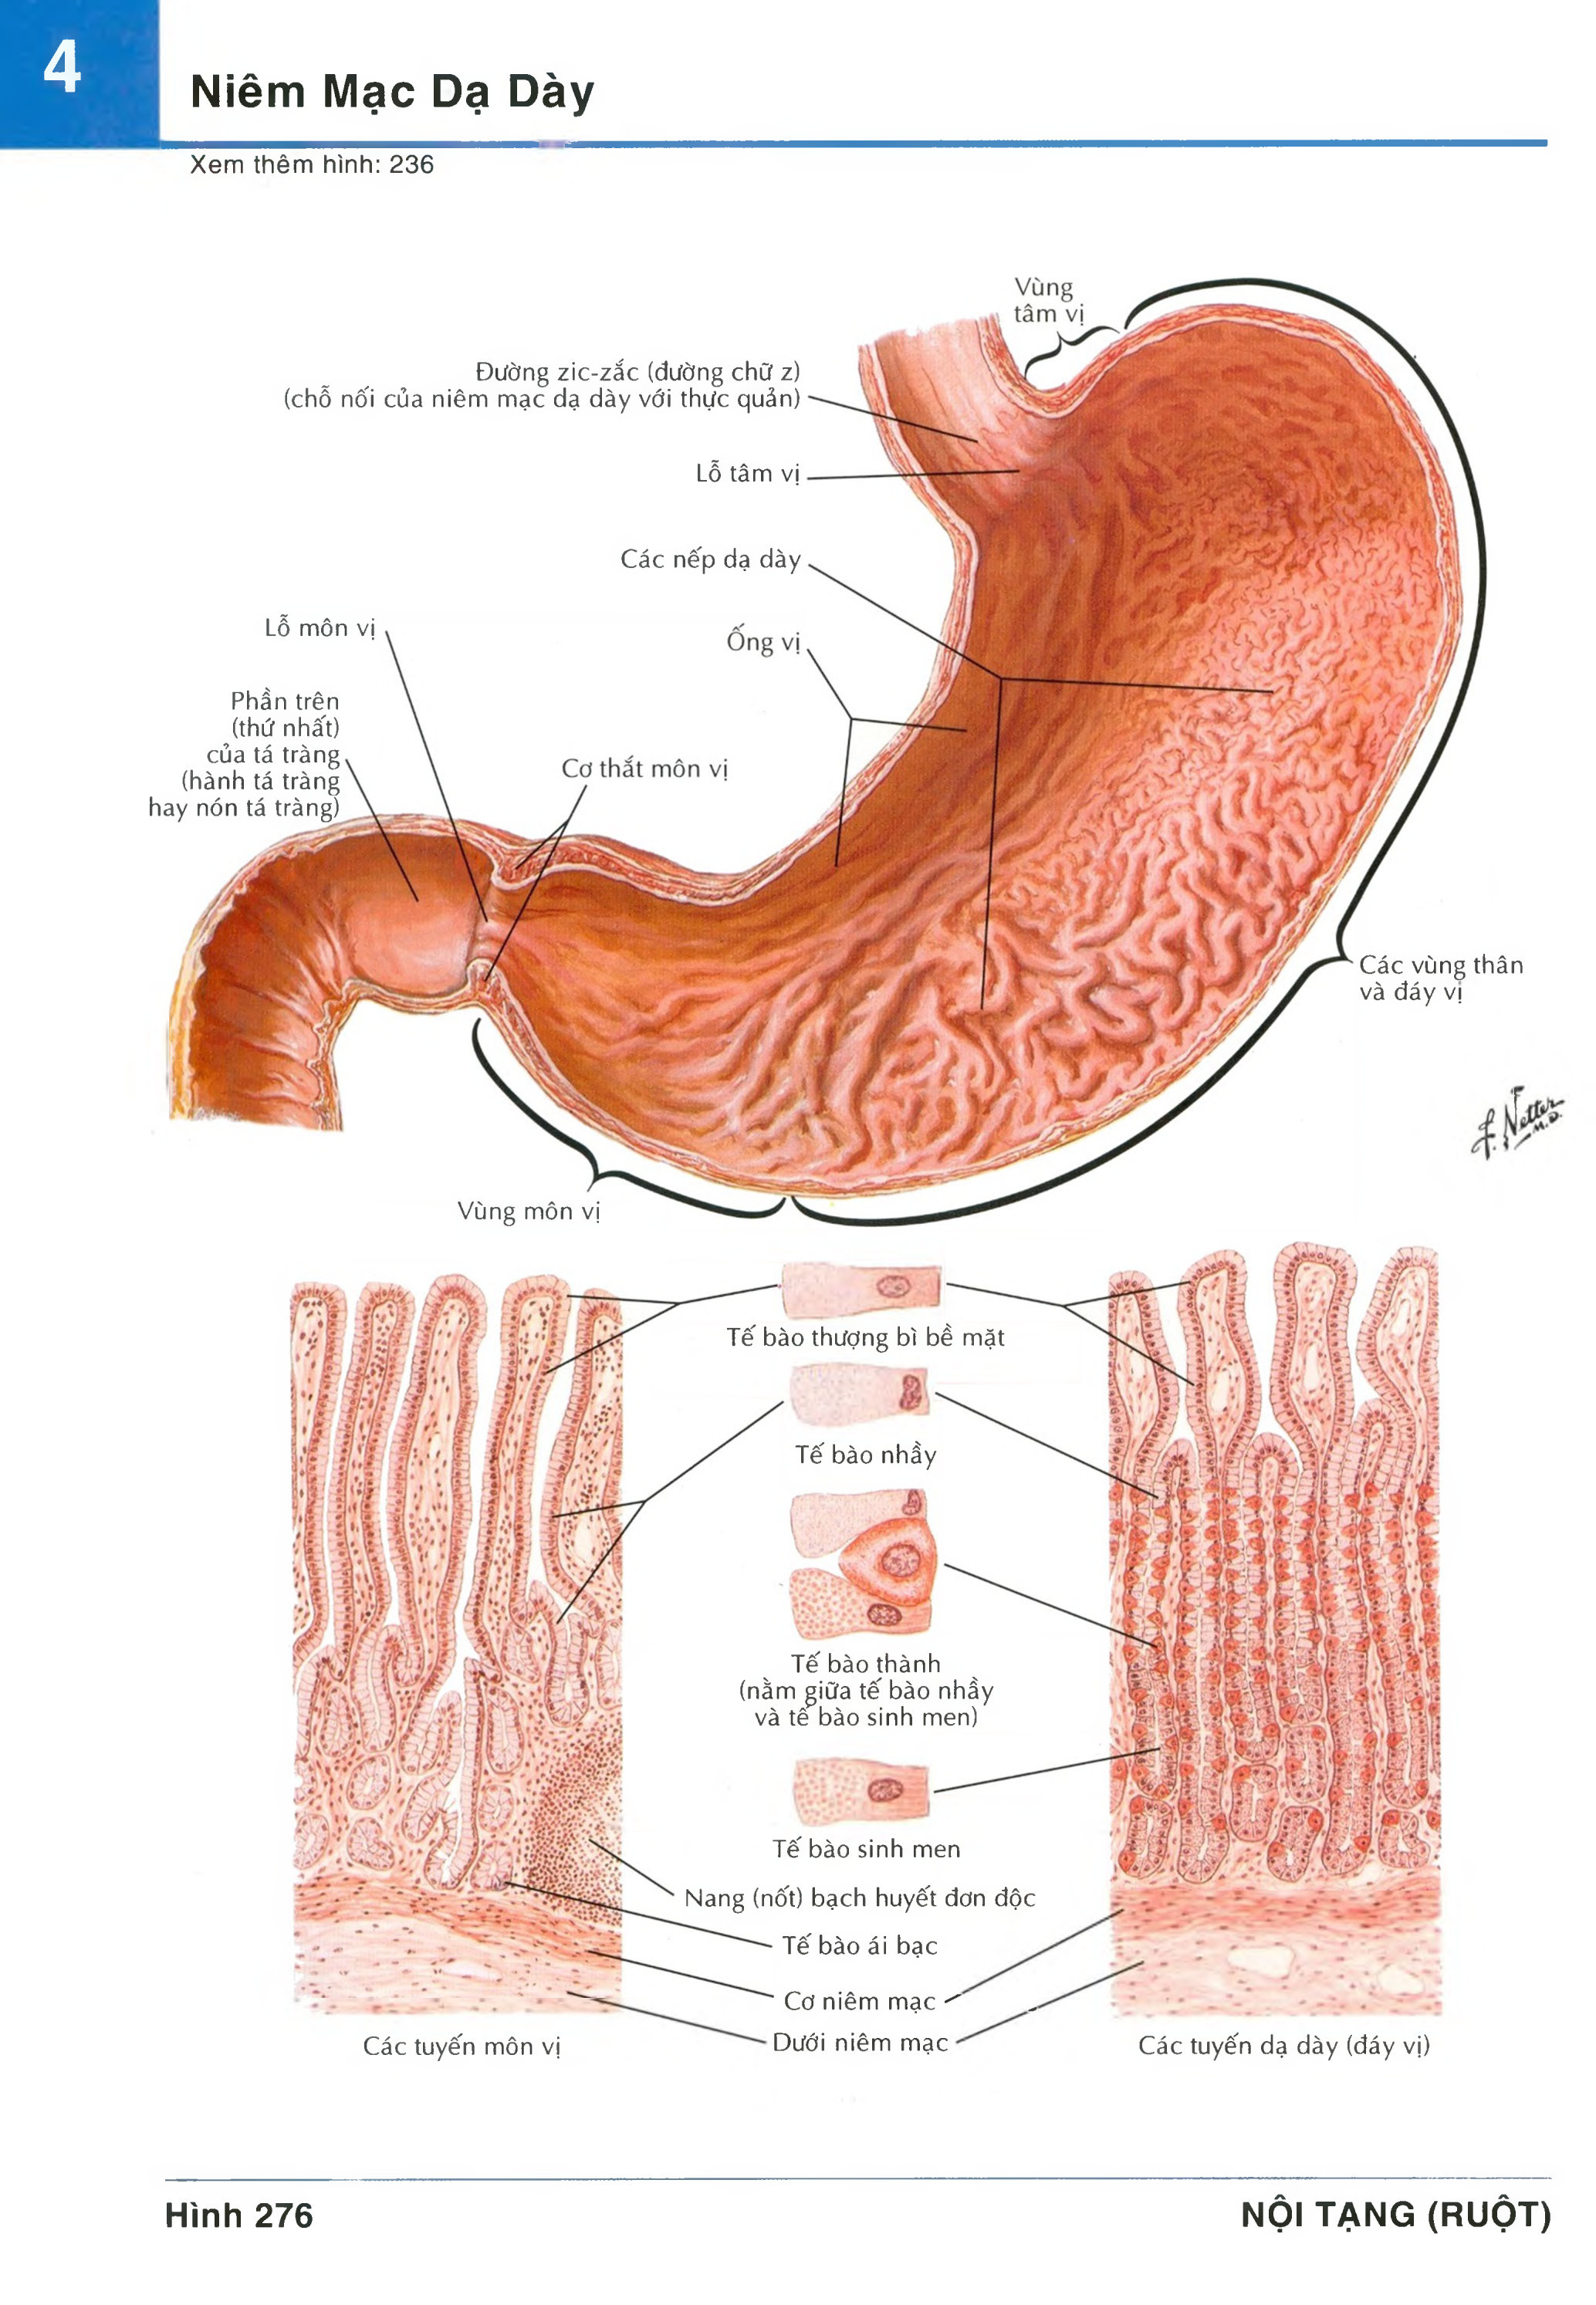 4
Niêm Mạc Dạ Dày
Xem thêm hình: 236
Vùng
tâm vị
Đường zic-zắc (đường chữ z)
(chỗ nối của niêm mạc dạ dày với thực quản)
Lỗ tâm vị
Các nếp dạ dày
Lỗ môn vị
Ống vị
Phần trên
(thứ nhất)
của tá tràng
(hành tá tràng
hay nón tá tràng)
Cơ thắt môn vị
Các vùng thân
và đáy vị
F. Netter
M.D.
Vùng môn vị
Tế bào thượng bì bề mặt
Tế bào nhầy
Tế bào thành
(nằm giữa tế bào nhầy
và tế bào sinh men)
Tế bào sinh men
Nang (nốt) bạch huyết đơn độc
Tế bào ái bạc
Cơ niêm mạc
Dưới niêm mạc
Các tuyến môn vị
Các tuyến dạ dày (đáy vị)
Hình 276
NỘI TẠNG (RUỘT)